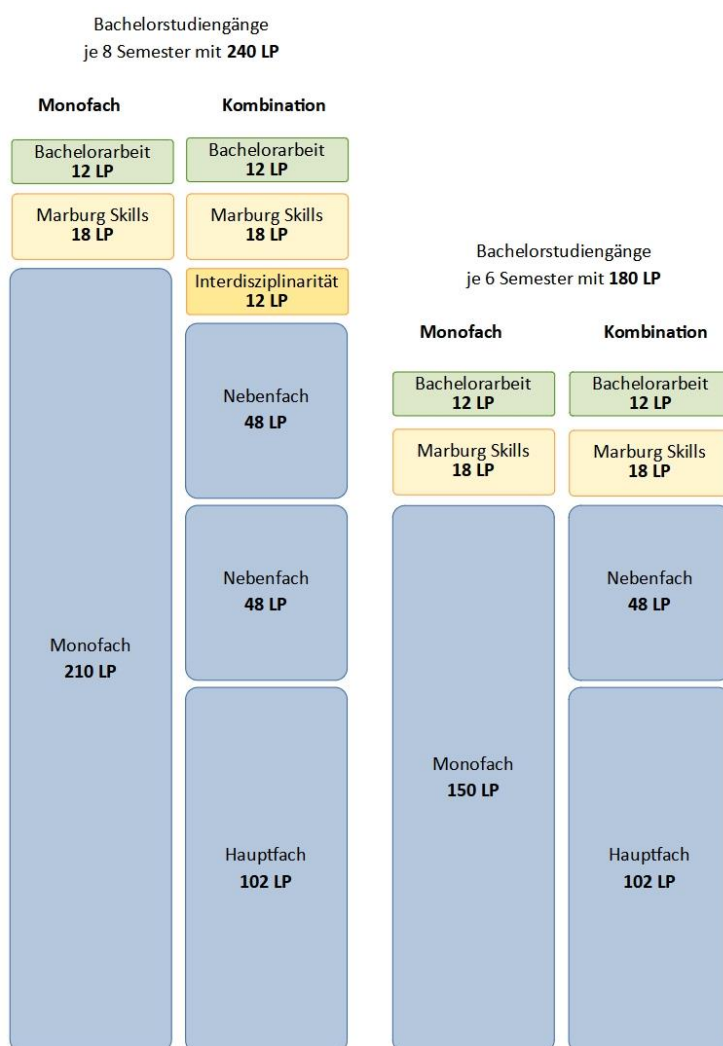 Bachelorstudiengänge
je 8 Semester mit 240 LP
Monofach
Bachelorarbeit
12 LP
Marburg Skills
18 LP
Monofach
210 LP
Kombination
Bachelorarbeit
12 LP
Marburg Skills
18 LP
Interdisziplinarität
12 LP
Nebenfach
48 LP
Nebenfach
48 LP
Hauptfach
102 LP
Bachelorstudiengänge
je 6 Semester mit 180 LP
Monofach
Bachelorarbeit
12 LP
Marburg Skills
18 LP
Monofach
150 LP
Kombination
Bachelorarbeit
12 LP
Marburg Skills
18 LP
Nebenfach
48 LP
Hauptfach
102 LP